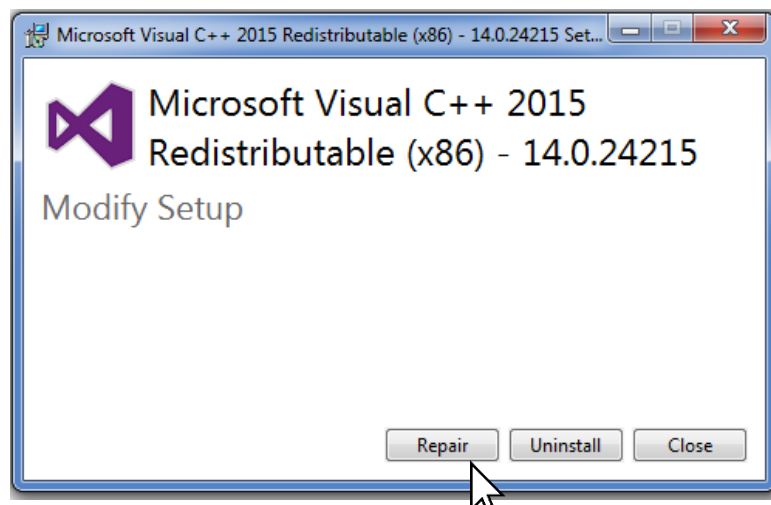 Microsoft Visual C++ 2015 Redistributable (x86) - 14.0.24215 Set...
Microsoft Visual C++ 2015
Redistributable (x86) - 14.0.24215
Modify Setup
Repair Uninstall Close